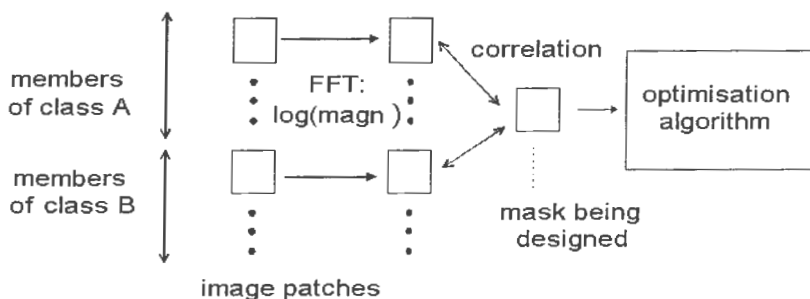 members
of class A
FFT:
log(magn )
correlation
optimisation
algorithm
members
of class B
mask being
designed
image patches